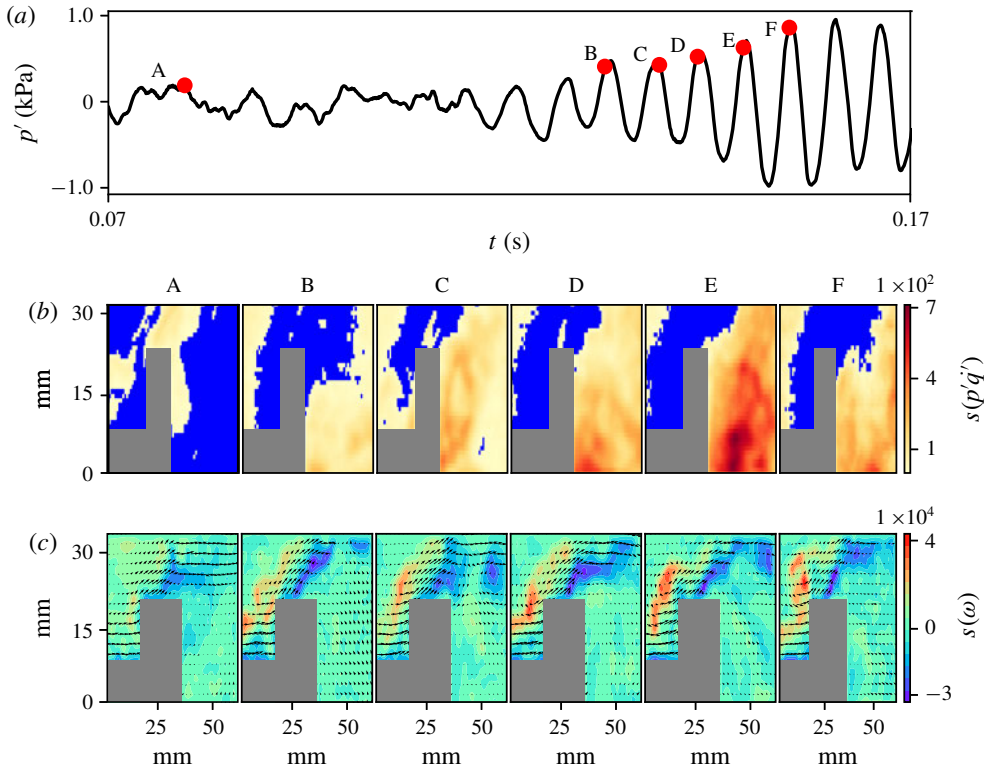 (a)
1.0
0
−1.0
p′ (kPa)
A
B
C
D
E
F
0.07
0.17
t (s)
A B C D E F
(b)
30
15
0
mm
1 ×10²
7
4
1
s(p′q̇′)
(c)
30
15
0
mm
1 ×10⁴
4
0
−3
s(ω)
25 50 25 50 25 50 25 50 25 50 25 50
mm mm mm mm mm mm